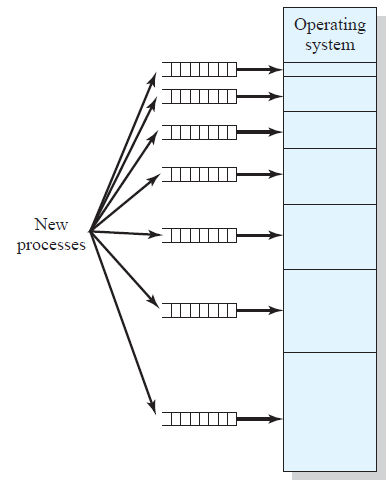 Operating
system
New
processes